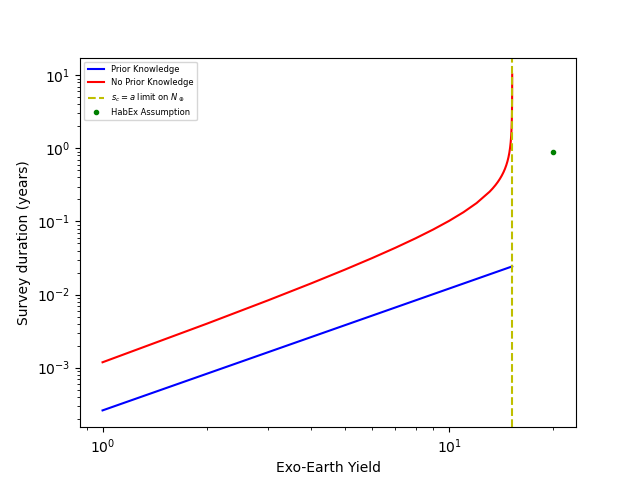 Prior Knowledge
No Prior Knowledge
s_c = a limit on N_⊕
HabEx Assumption
Survey duration (years)
10^1
10^0
10^-1
10^-2
10^-3
10^0
10^1
Exo-Earth Yield